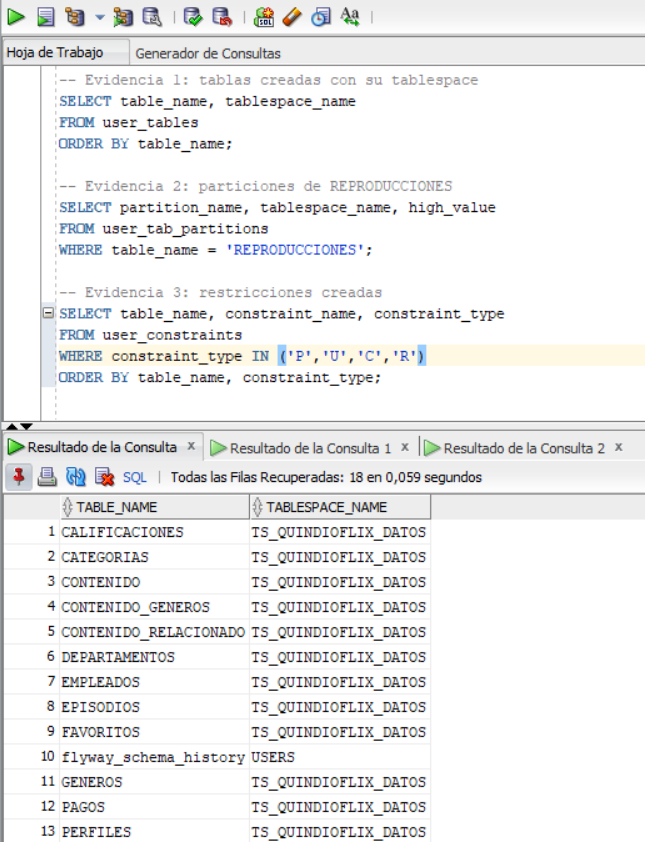 Hoja de Trabajo Generador de Consultas
-- Evidencia 1: tablas creadas con su tablespace
SELECT table_name, tablespace_name
FROM user_tables
ORDER BY table_name;
-- Evidencia 2: particiones de REPRODUCCIONES
SELECT partition_name, tablespace_name, high_value
FROM user_tab_partitions
WHERE table_name = 'REPRODUCCIONES';
-- Evidencia 3: restricciones creadas
SELECT table_name, constraint_name, constraint_type
FROM user_constraints
WHERE constraint_type IN ('P','U','C','R')
ORDER BY table_name, constraint_type;
Resultado de la Consulta x Resultado de la Consulta 1 x Resultado de la Consulta 2 x
SQL | Todas las Filas Recuperadas: 18 en 0,059 segundos
TABLE_NAME TABLESPACE_NAME
1 CALIFICACIONES TS_QUINDIOFLIX_DATOS
2 CATEGORIAS TS_QUINDIOFLIX_DATOS
3 CONTENIDO TS_QUINDIOFLIX_DATOS
4 CONTENIDO_GENEROS TS_QUINDIOFLIX_DATOS
5 CONTENIDO_RELACIONADO TS_QUINDIOFLIX_DATOS
6 DEPARTAMENTOS TS_QUINDIOFLIX_DATOS
7 EMPLEADOS TS_QUINDIOFLIX_DATOS
8 EPISODIOS TS_QUINDIOFLIX_DATOS
9 FAVORITOS TS_QUINDIOFLIX_DATOS
10 flyway_schema_history USERS
11 GENEROS TS_QUINDIOFLIX_DATOS
12 PAGOS TS_QUINDIOFLIX_DATOS
13 PERFILES TS_QUINDIOFLIX_DATOS